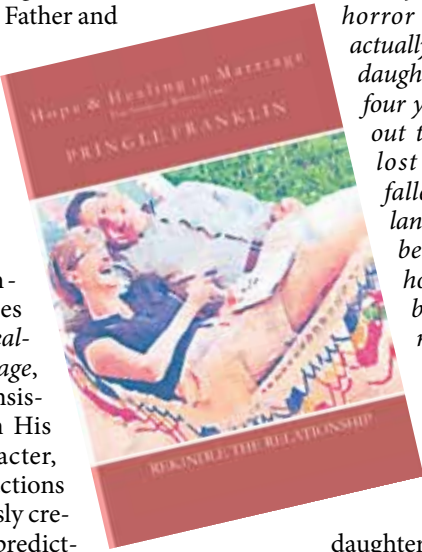 Father and
n-
es
eal-
age,
nsis-
His
acter,
ctions
sly cre-
predict-
Hope & Healing in Marriage
PRINGLE FRANKLIN
REKINDLE THE RELATIONSHIP
horror
actually
daught
four y
out t
lost
falle
lan
be
ho
b
daughter